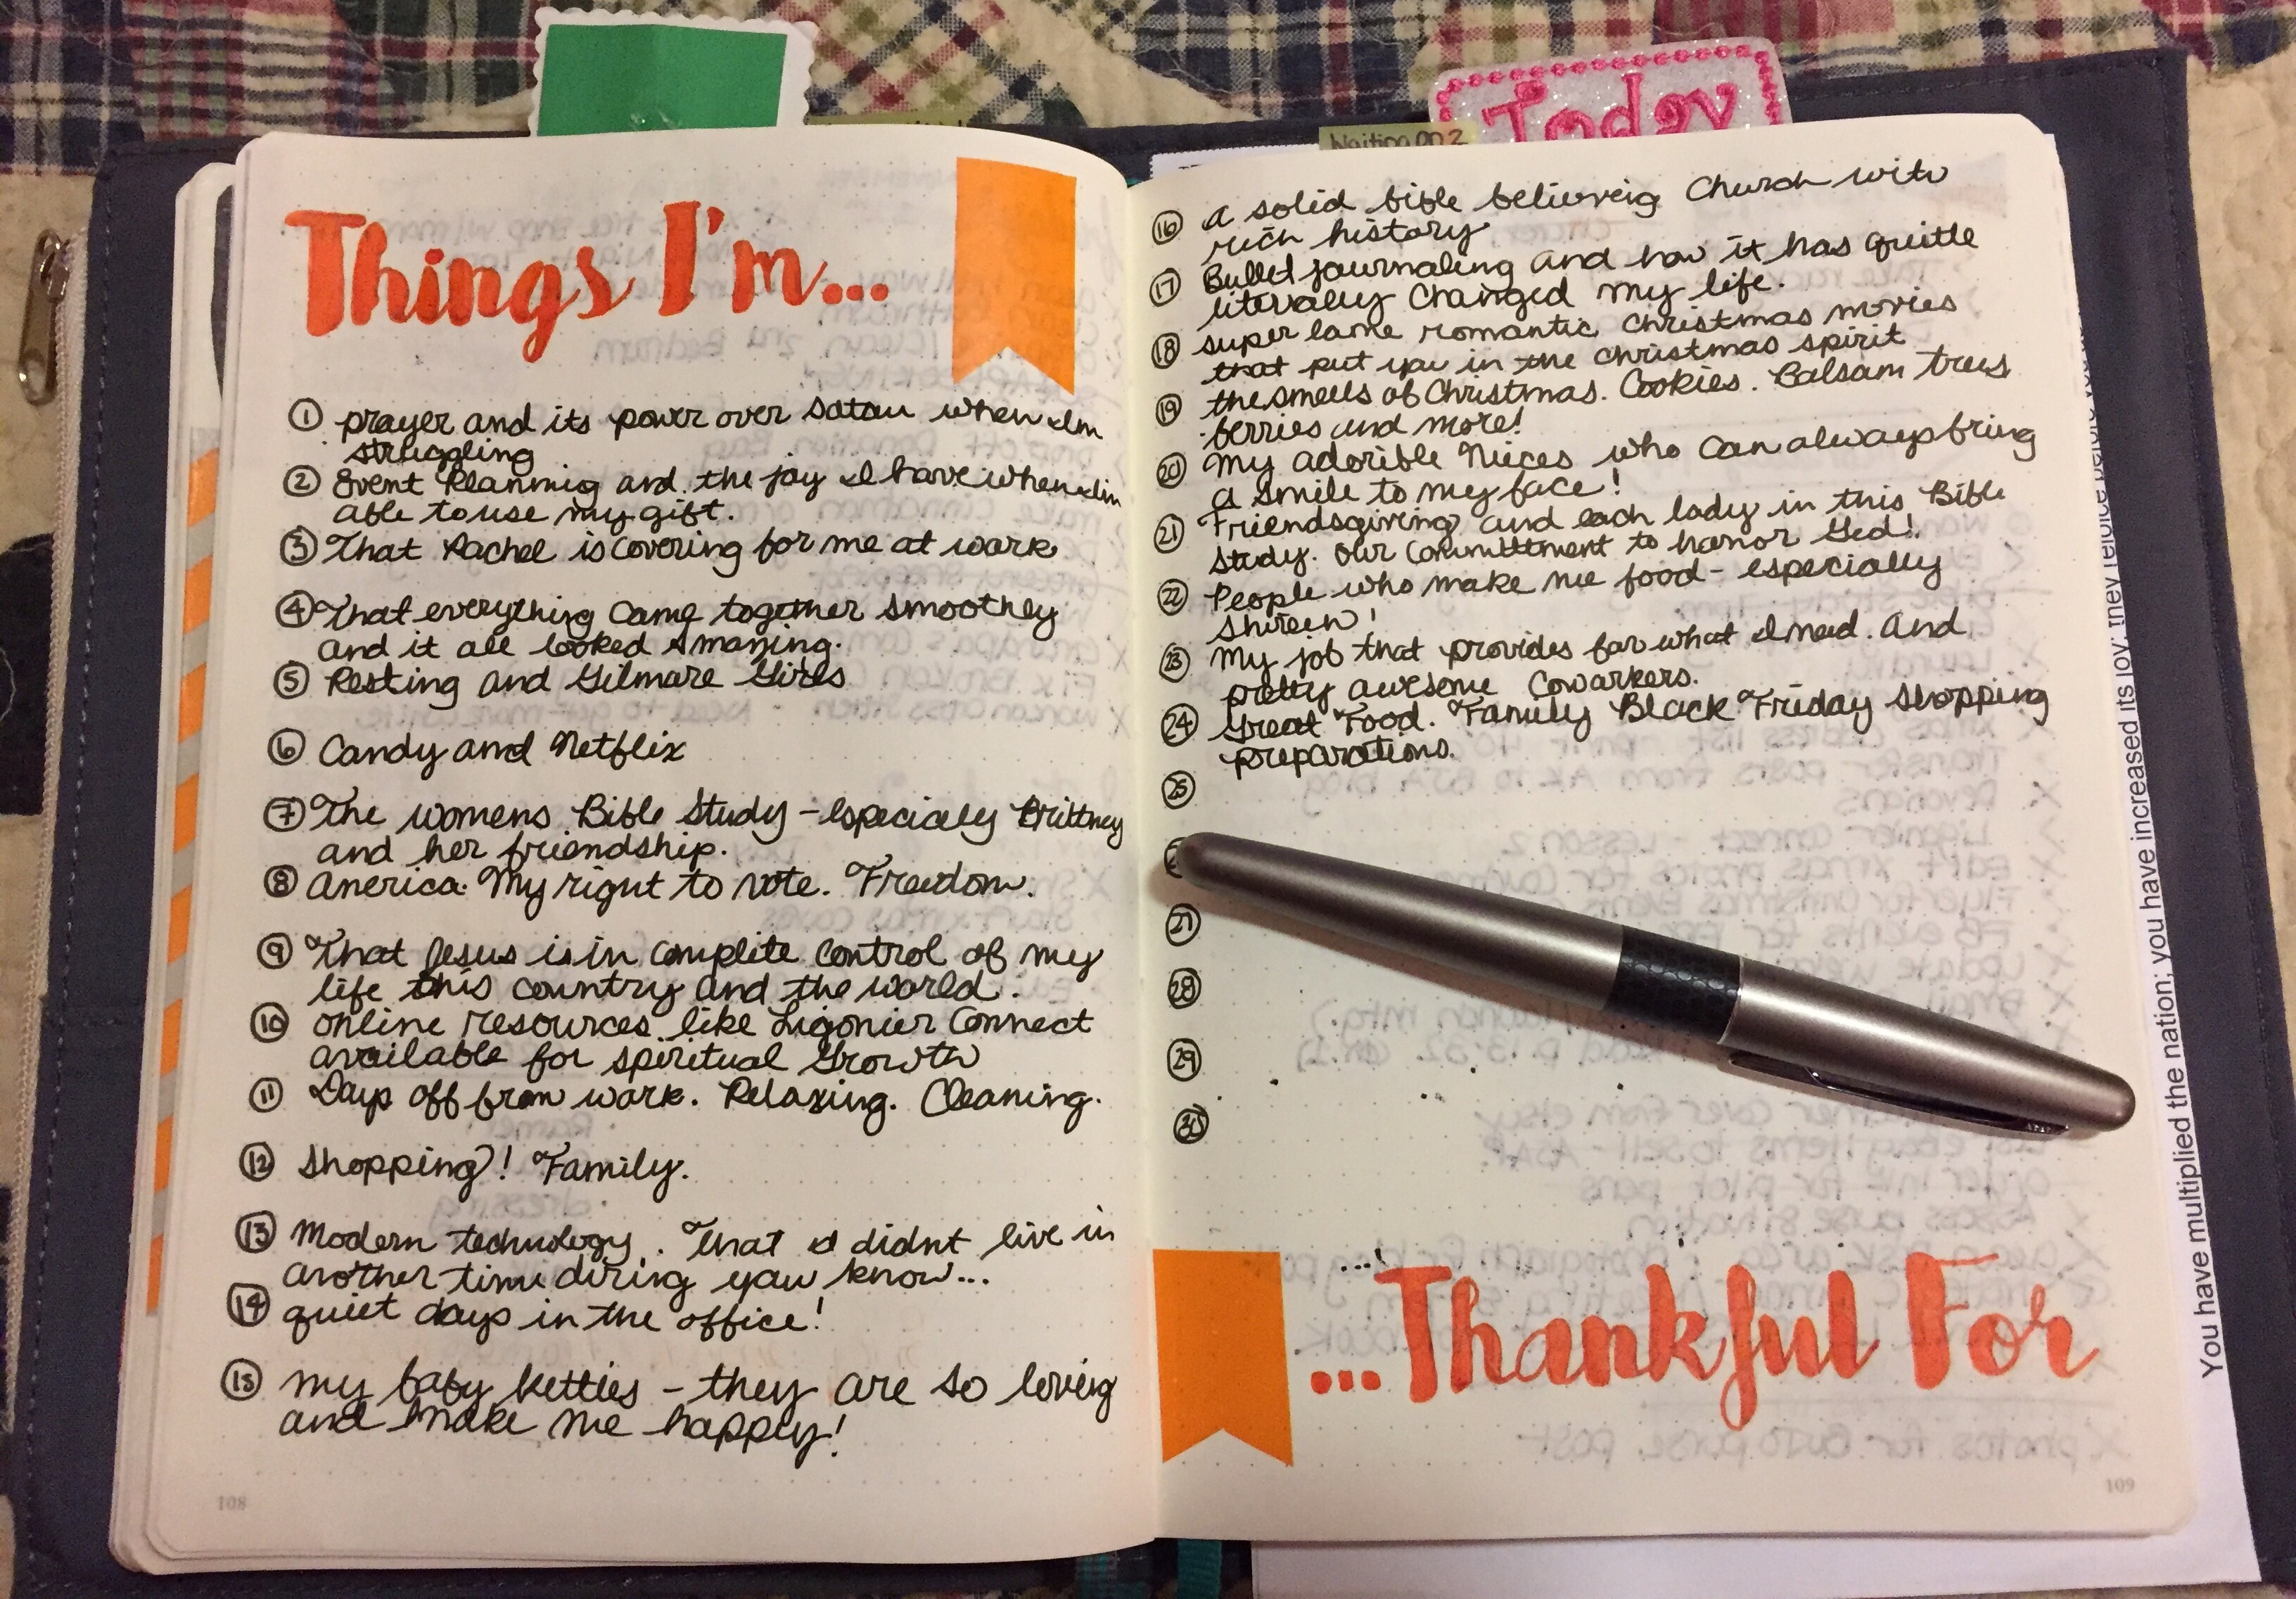 Today
Waiting on 2
Things I'm...
① prayer and its power over Satan when I'm
struggling
② Event Planning and the joy I have when I'm
able to use my gift.
③ That Rachel is covering for me at work
④ That everything came together smoothly
and it all looked amazing.
⑤ Resting and Gilmore Girls
⑥ Candy and Netflix
⑦ The womens Bible Study - especially Brittney
and her friendship.
⑧ America. My right to vote. Freedom.
⑨ That Jesus is in complete control of my
life this country and the world.
⑩ online resources like Ligonier Connect
available for spiritual Growth
⑪ Days off from work. Relaxing. Cleaning.
⑫ Shopping! Family.
⑬ Modern technology. That I didnt live in
another time diring yaw know...
⑭ quiet days in the office!
⑮ my baby kitties - they are so loving
and make me happy!
108
⑯ a solid bible believing Church with
rich history
⑰ Bullet journaling and how it has quitte
literally changed my life.
⑱ super lame romantic Christmas movies
that put you in the christmas spirit
⑲ the smells of Christmas. Cookies. Balsam trees
berries and more!
⑳ My adorible Nieces who can always bring
a smile to my face!
㉑ Friendsgiving and each lady in this Bible
Study. Our Committment to honor God!
㉒ People who make me food - especially
Shireen!
㉓ My job that provides for what I need. And
pretty awesome coworkers.
㉔ Great Food. Family Black Friday Shopping
preparations.
㉕
㉗
㉘
㉙
㉚
...Thankful For
109
You have multiplied the nation; you have increased its joy; they rejoice before you